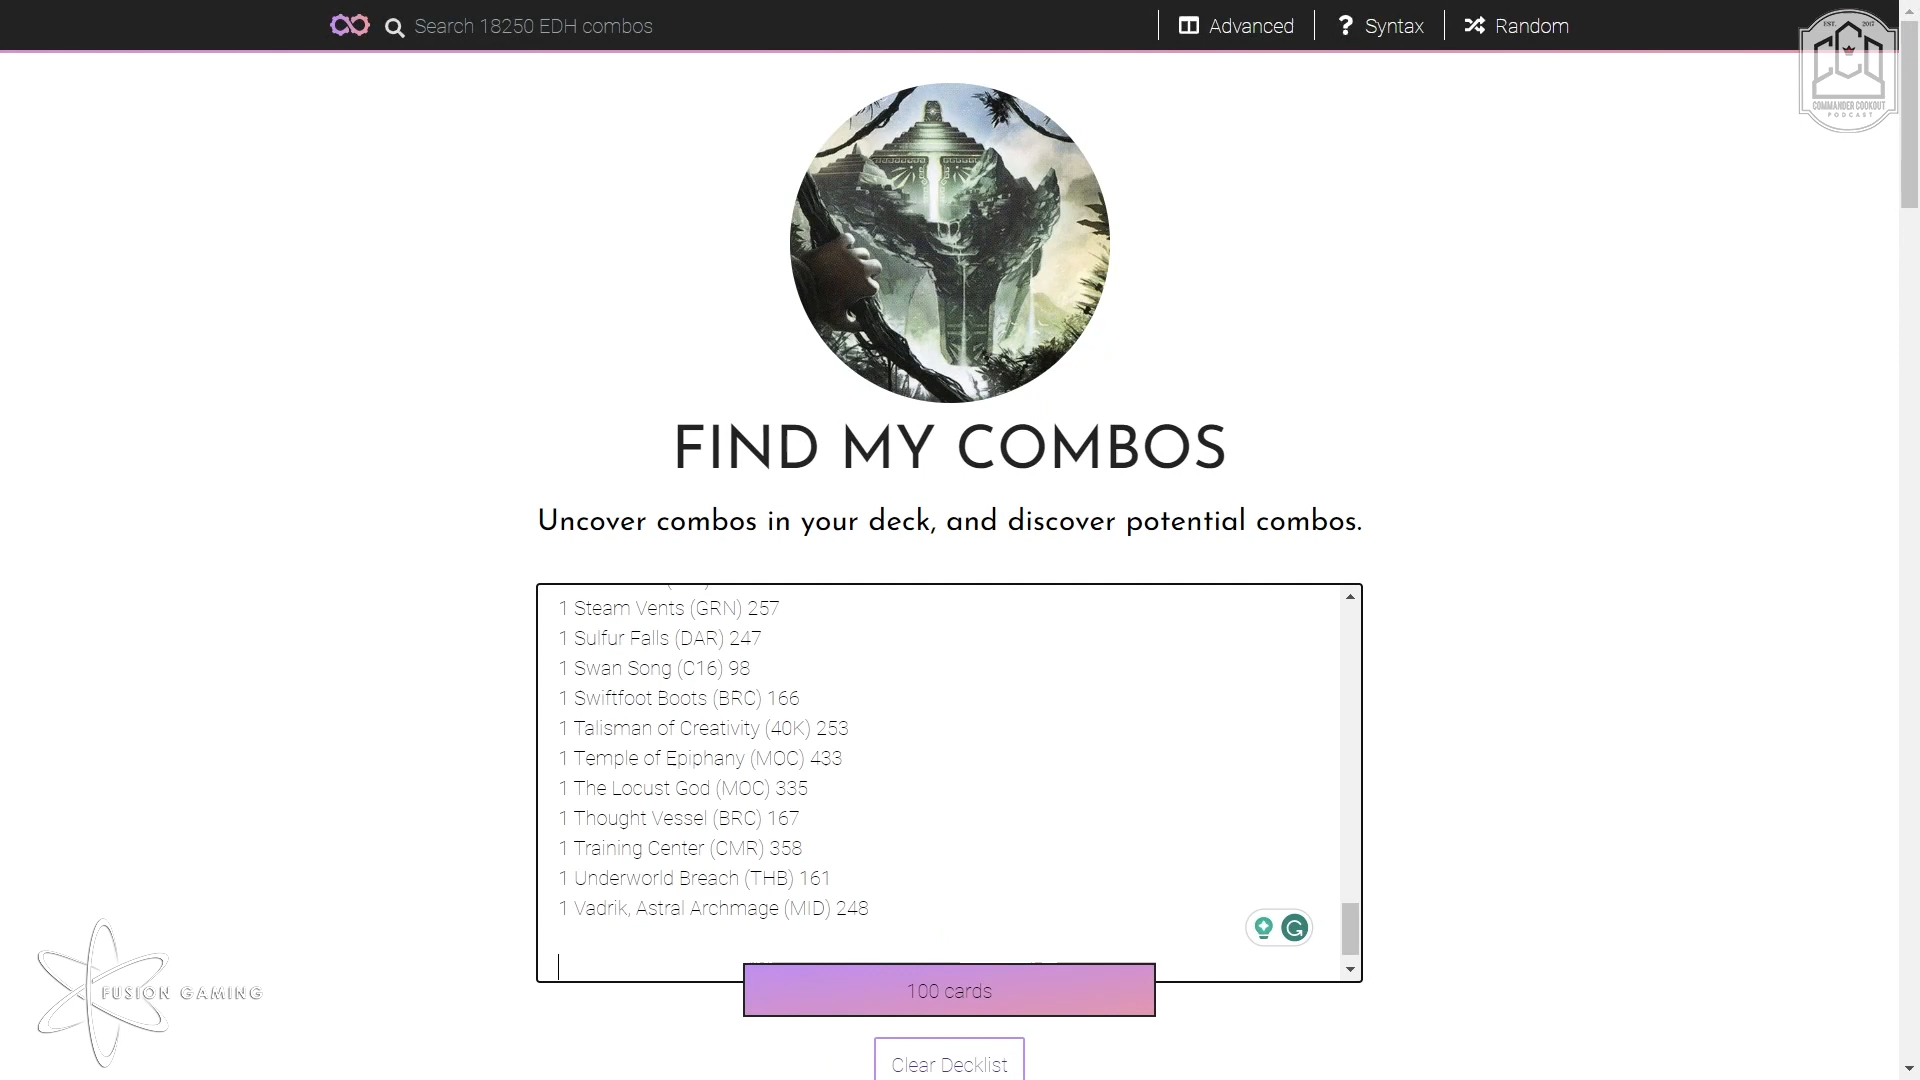 Search 18250 EDH combos
Advanced
? Syntax
Random
EST. 2017
COMMANDER COOKOUT
PODCAST
FIND MY COMBOS
Uncover combos in your deck, and discover potential combos.
1 Steam Vents (GRN) 257
1 Sulfur Falls (DAR) 247
1 Swan Song (C16) 98
1 Swiftfoot Boots (BRC) 166
1 Talisman of Creativity (40K) 253
1 Temple of Epiphany (MOC) 433
1 The Locust God (MOC) 335
1 Thought Vessel (BRC) 167
1 Training Center (CMR) 358
1 Underworld Breach (THB) 161
1 Vadrik, Astral Archmage (MID) 248
100 cards
Clear Decklist
FUSION GAMING